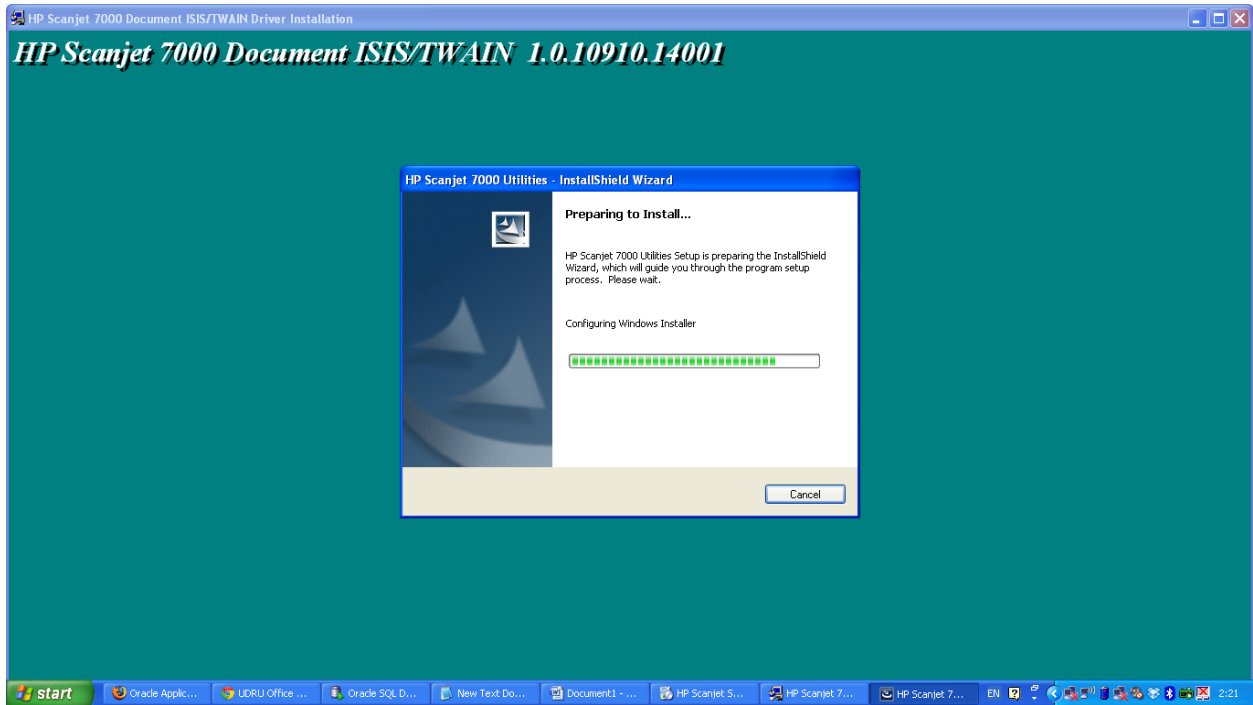 HP Scanjet 7000 Document ISIS/TWAIN Driver Installation
HP Scanjet 7000 Document ISIS/TWAIN 1.0.10910.14001
HP Scanjet 7000 Utilities - InstallShield Wizard
Preparing to Install...
HP Scanjet 7000 Utilities Setup is preparing the InstallShield
Wizard, which will guide you through the program setup
process. Please wait.
Configuring Windows Installer
Cancel
start
Oracle Applic...
UDRU Office ...
Oracle SQL D...
New Text Do...
Document1 - ...
HP Scanjet S...
HP Scanjet 7...
HP Scanjet 7...
EN
2:21